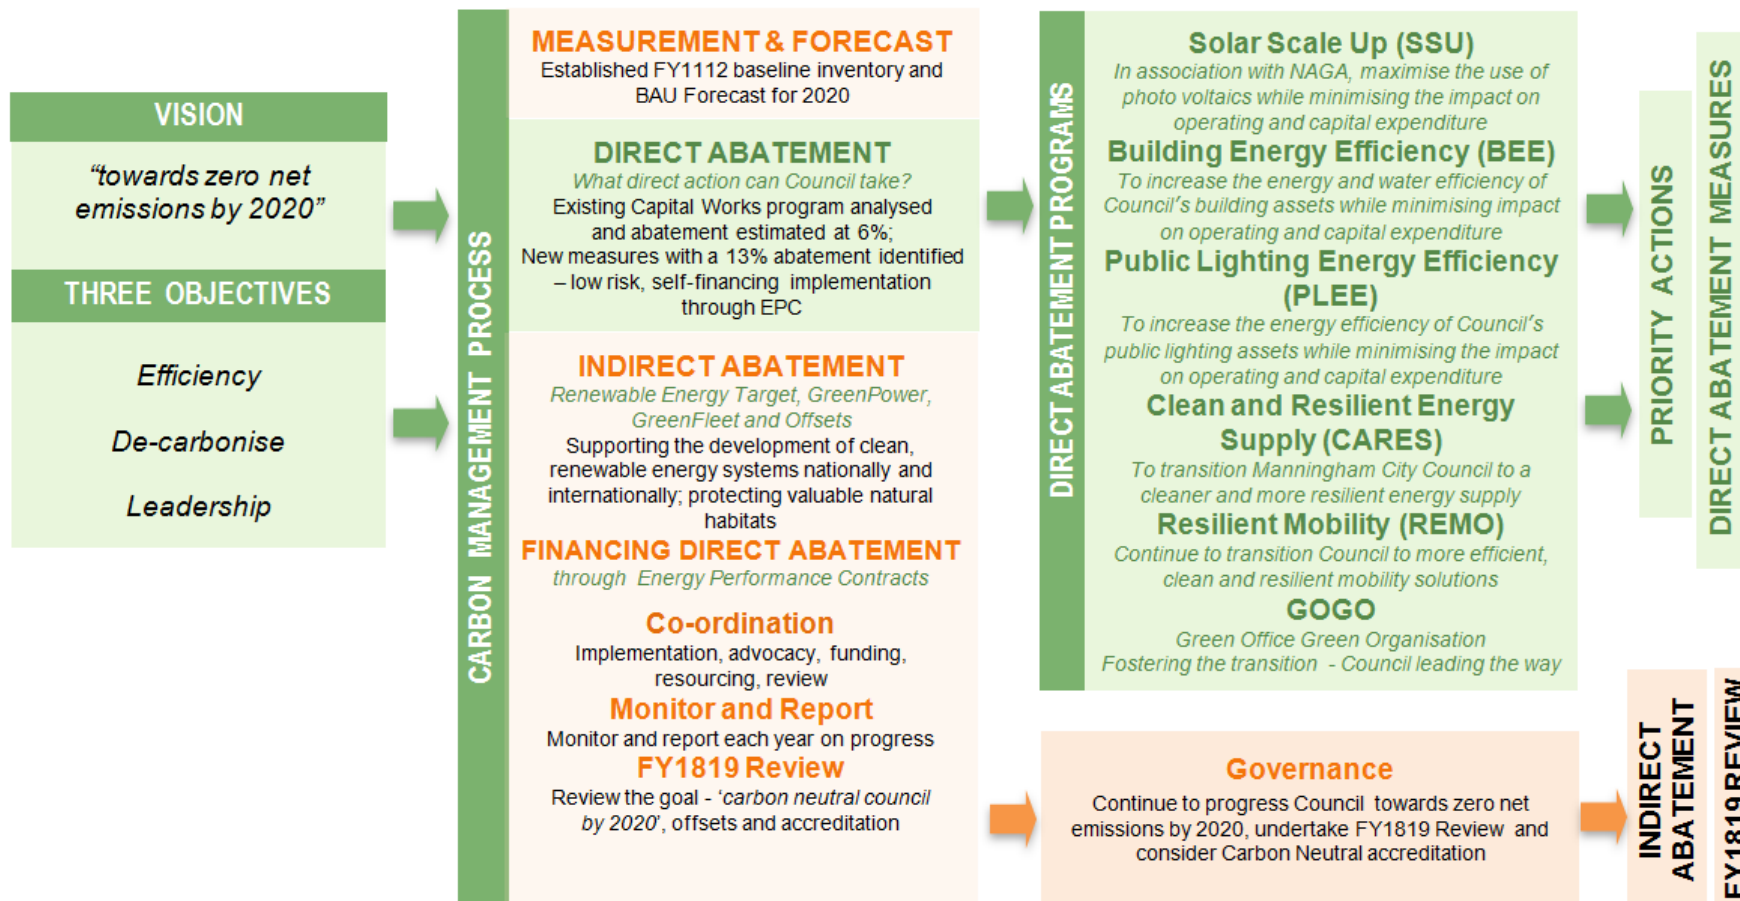 VISION
“towards zero net
emissions by 2020”
THREE OBJECTIVES
Efficiency
De-carbonise
Leadership
CARBON MANAGEMENT PROCESS
MEASUREMENT & FORECAST
Established FY1112 baseline inventory and
BAU Forecast for 2020
DIRECT ABATEMENT
What direct action can Council take?
Existing Capital Works program analysed
and abatement estimated at 6%;
New measures with a 13% abatement identified
– low risk, self-financing implementation
through EPC
INDIRECT ABATEMENT
Renewable Energy Target, GreenPower,
GreenFleet and Offsets
Supporting the development of clean,
renewable energy systems nationally and
internationally; protecting valuable natural
habitats
FINANCING DIRECT ABATEMENT
through Energy Performance Contracts
Co-ordination
Implementation, advocacy, funding,
resourcing, review
Monitor and Report
Monitor and report each year on progress
FY1819 Review
Review the goal - ‘carbon neutral council
by 2020’, offsets and accreditation
DIRECT ABATEMENT PROGRAMS
Solar Scale Up (SSU)
In association with NAGA, maximise the use of
photo voltaics while minimising the impact on
operating and capital expenditure
Building Energy Efficiency (BEE)
To increase the energy and water efficiency of
Council’s building assets while minimising impact
on operating and capital expenditure
Public Lighting Energy Efficiency
(PLEE)
To increase the energy efficiency of Council’s
public lighting assets while minimising the impact
on operating and capital expenditure
Clean and Resilient Energy
Supply (CARES)
To transition Manningham City Council to a
cleaner and more resilient energy supply
Resilient Mobility (REMO)
Continue to transition Council to more efficient,
clean and resilient mobility solutions
GOGO
Green Office Green Organisation
Fostering the transition - Council leading the way
Governance
Continue to progress Council towards zero net
emissions by 2020, undertake FY1819 Review and
consider Carbon Neutral accreditation
PRIORITY ACTIONS
DIRECT ABATEMENT MEASURES
INDIRECT
ABATEMENT
FY1819 REVIEW